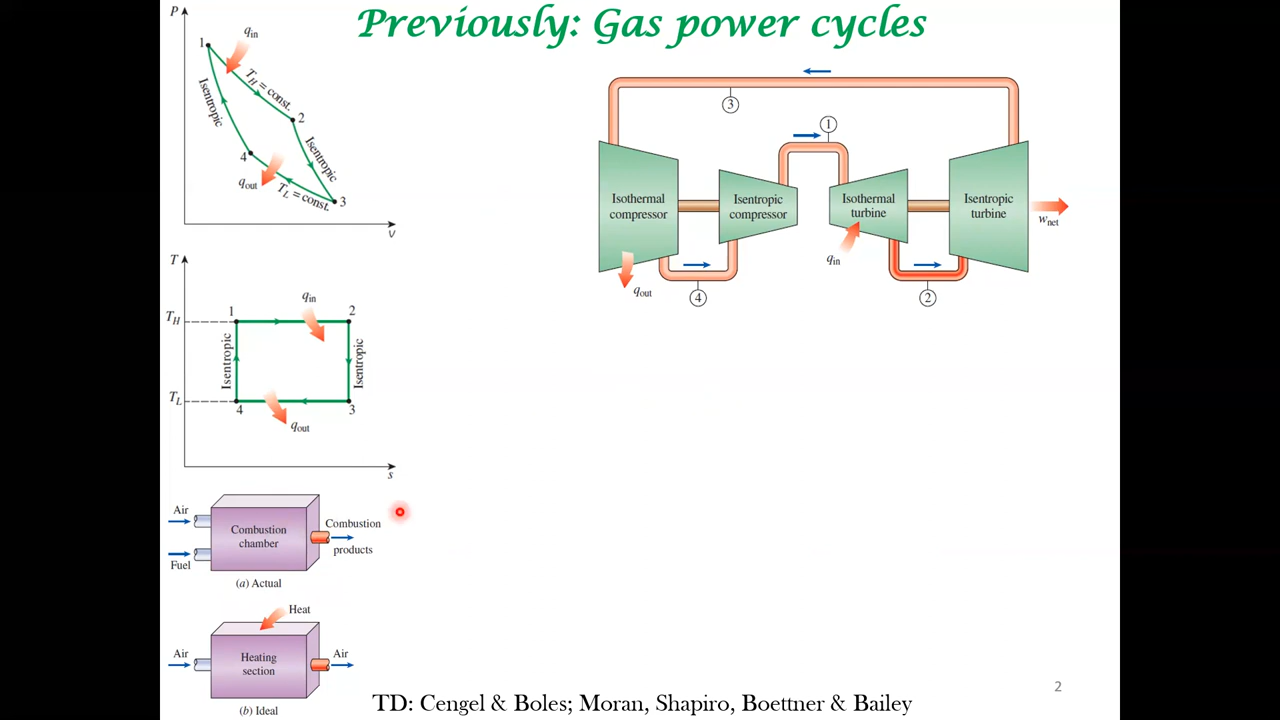 Previously: Gas power cycles
P
1
q_in
T_H = const.
Isentropic
2
Isentropic
4
q_out
T_L = const.
3
v
3
1
Isothermal
compressor
Isentropic
compressor
Isothermal
turbine
Isentropic
turbine
w_net
q_in
q_out
4
2
T
q_in
1
2
T_H
Isentropic
Isentropic
T_L
4
3
q_out
s
Air
Combustion
chamber
Combustion
products
Fuel
(a) Actual
Heat
Air
Heating
section
Air
(b) Ideal
2
TD: Cengel & Boles; Moran, Shapiro, Boettner & Bailey